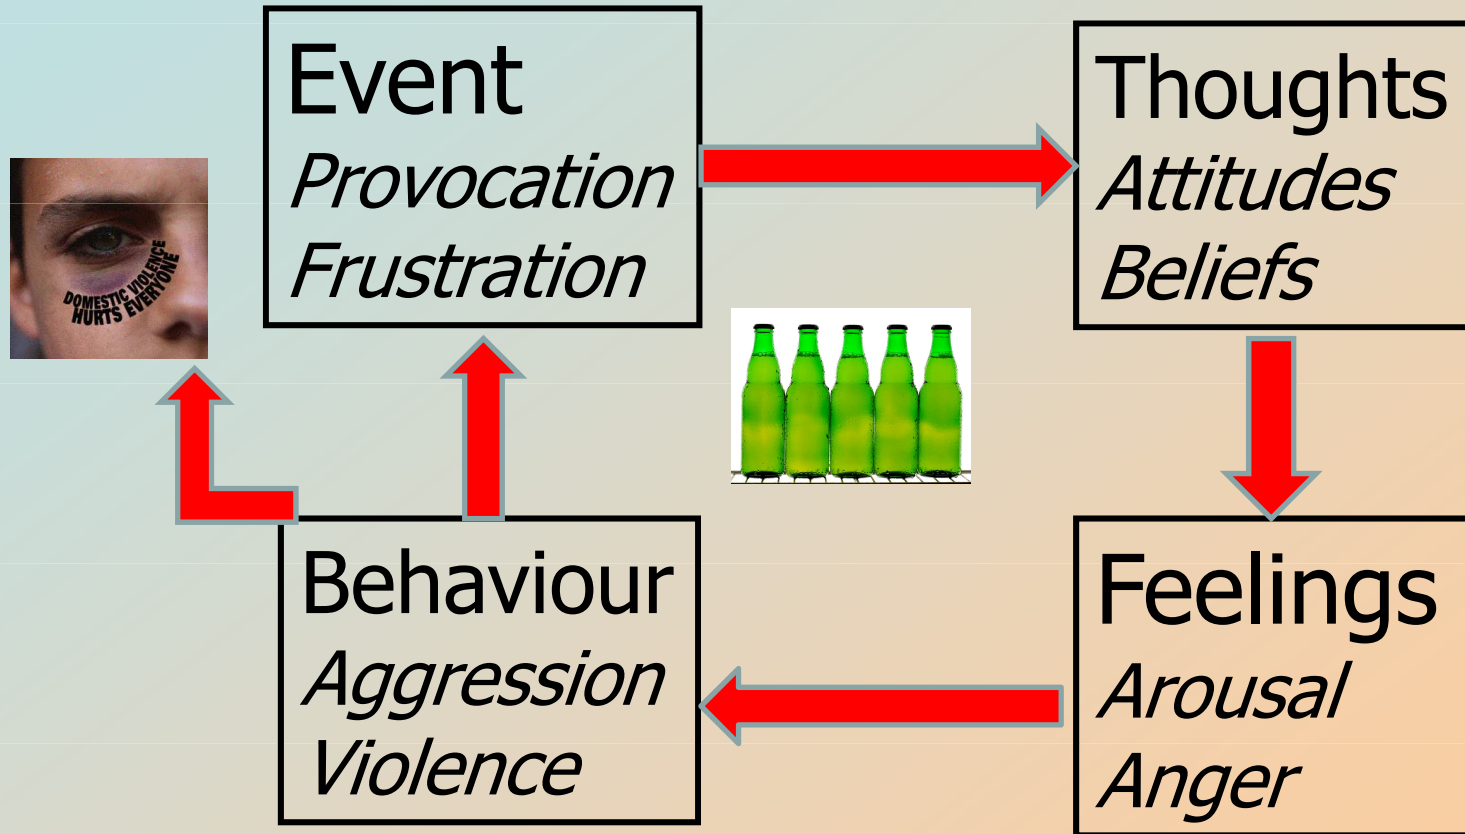 Event
Provocation
Frustration
Thoughts
Attitudes
Beliefs
DOMESTIC VIOLENCE
HURTS EVERYONE
Behaviour
Aggression
Violence
Feelings
Arousal
Anger